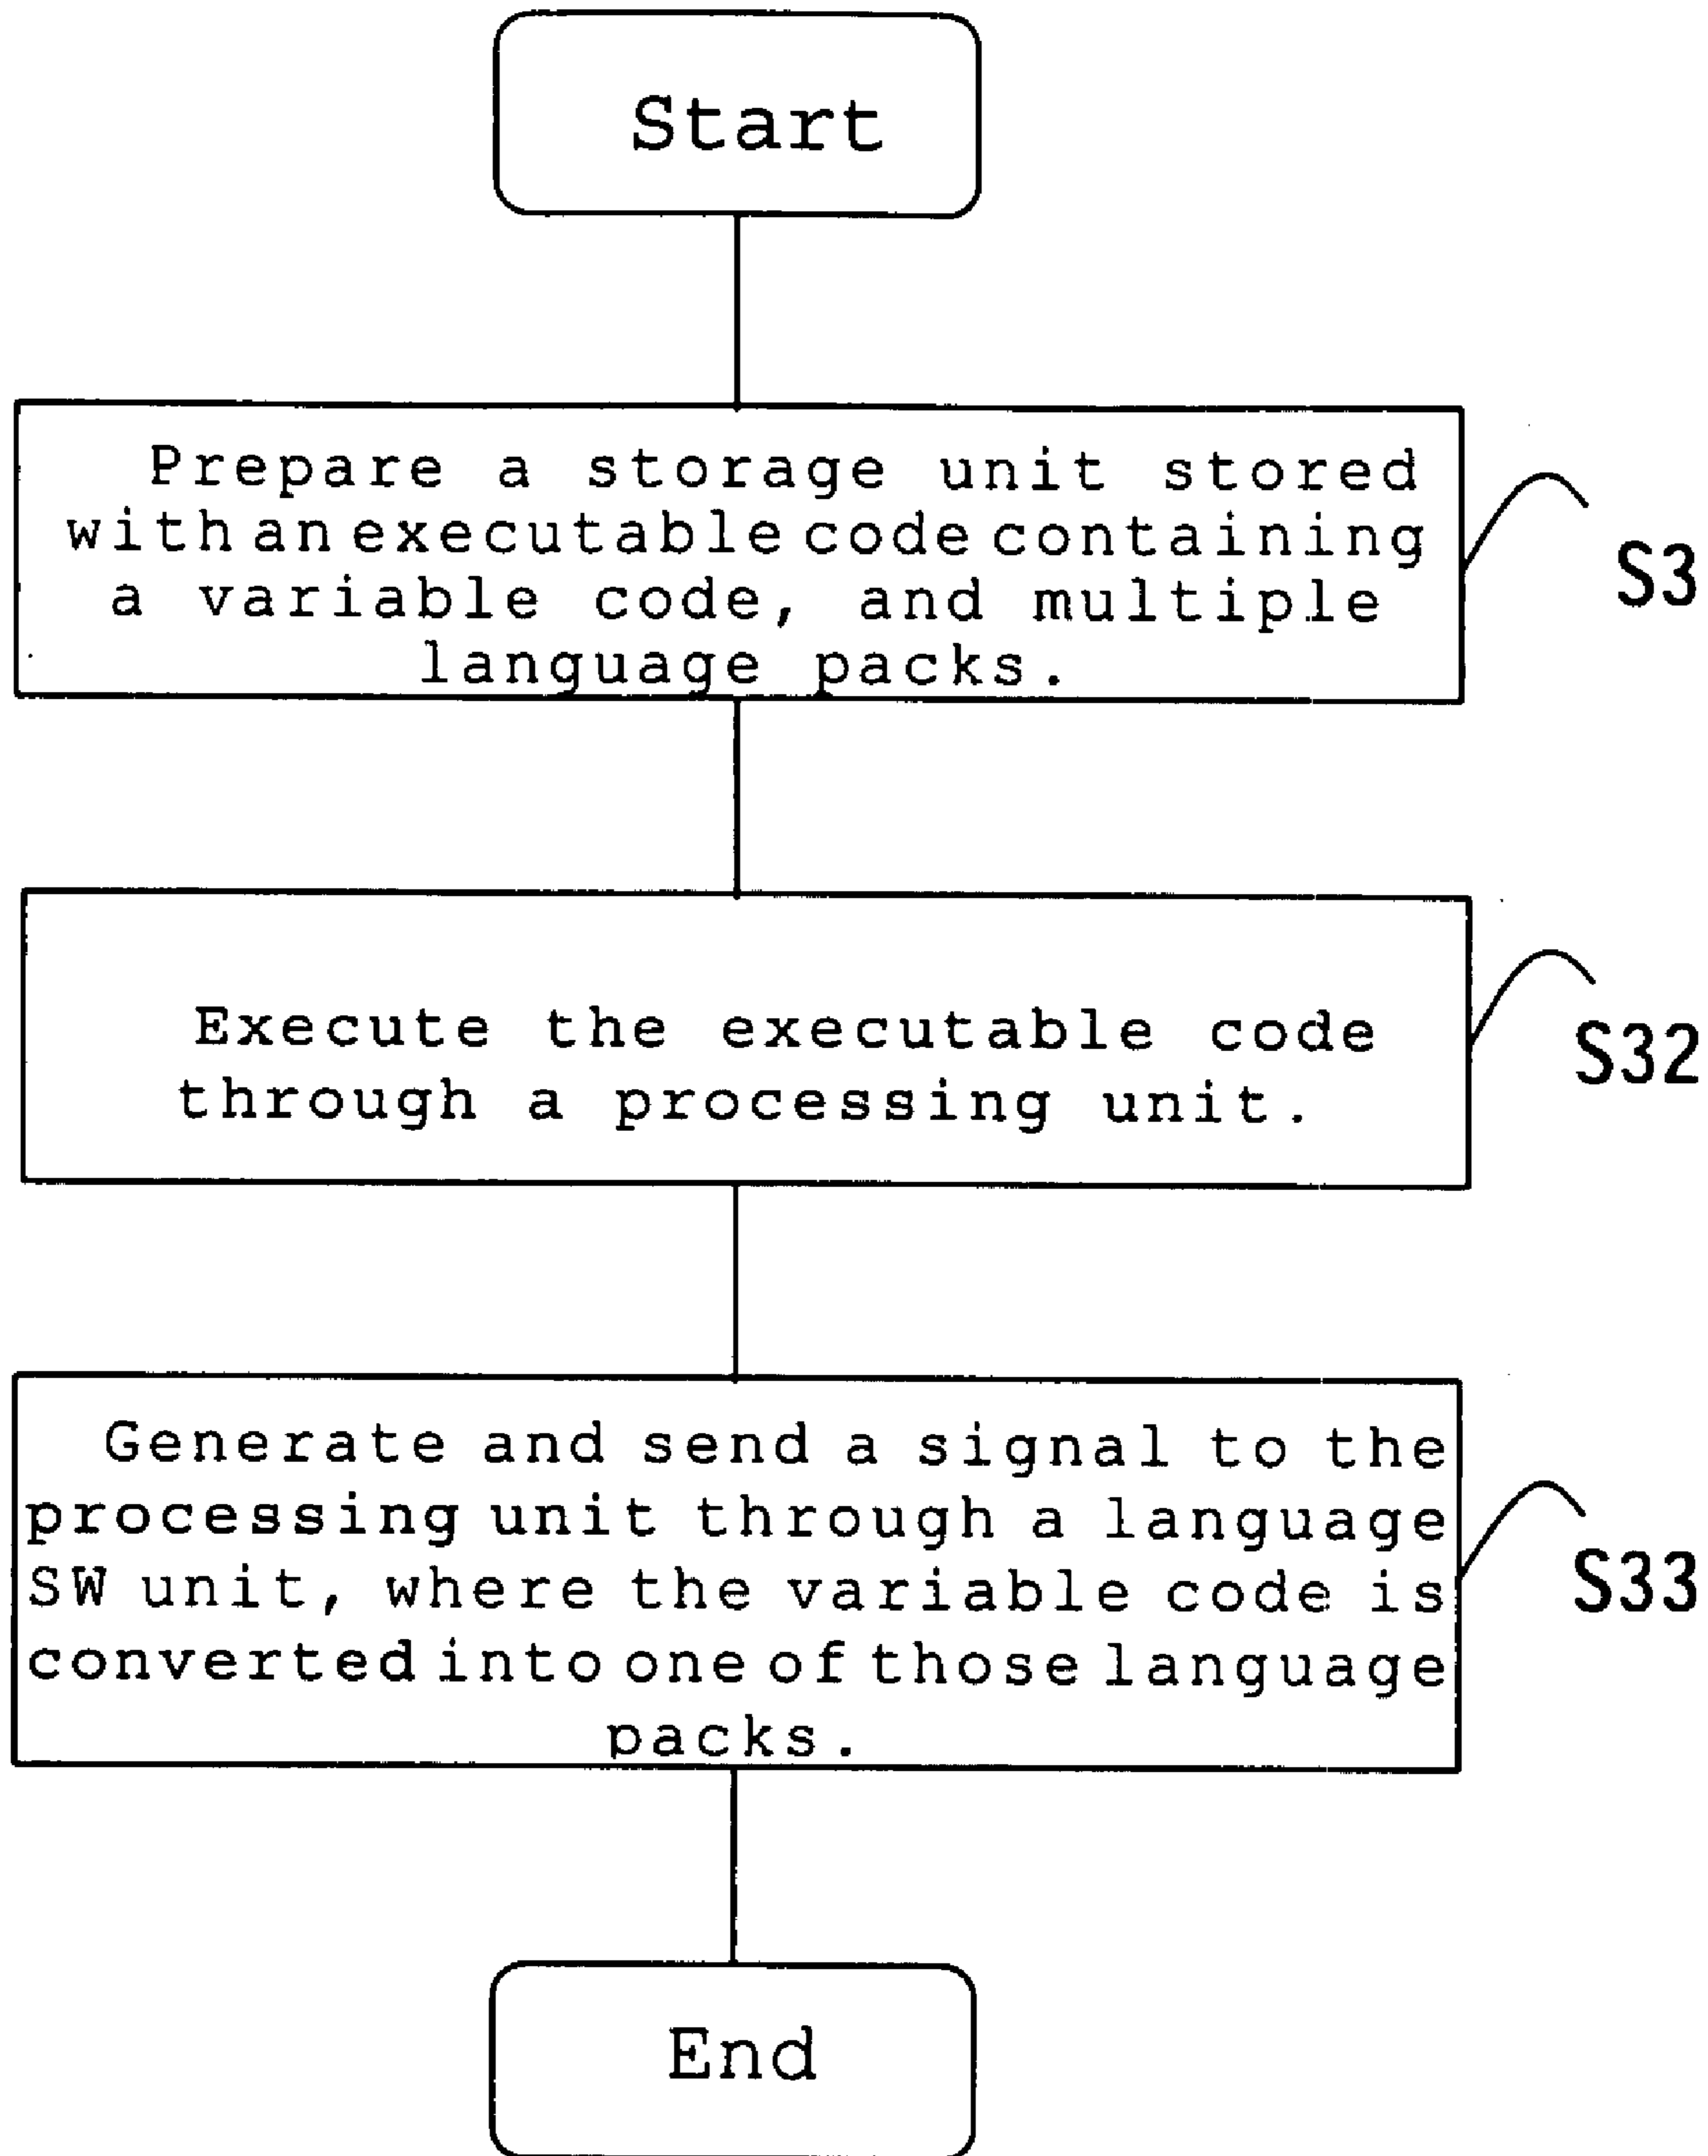 Start
Prepare a storage unit stored
with an executable code containing
a variable code, and multiple
language packs.
S3
Execute the executable code
through a processing unit.
S32
Generate and send a signal to the
processing unit through a language
SW unit, where the variable code is
converted into one of those language
packs.
S33
End